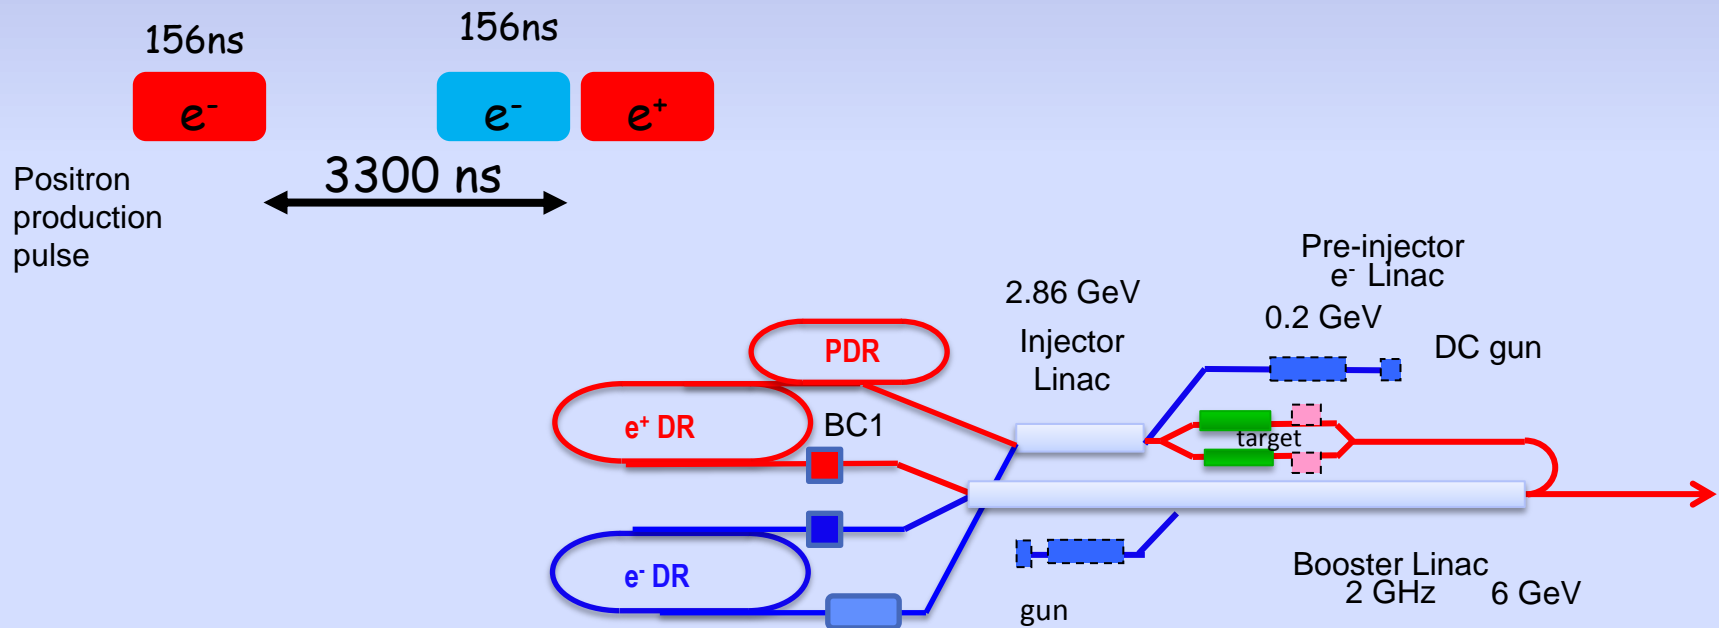 156ns
156ns
e⁻
e⁻
e⁺
3300 ns
Positron
production
pulse
Pre-injector
e⁻ Linac
2.86 GeV
0.2 GeV
Injector
Linac
DC gun
PDR
e⁺ DR
BC1
target
e⁻ DR
gun
Booster Linac
2 GHz 6 GeV